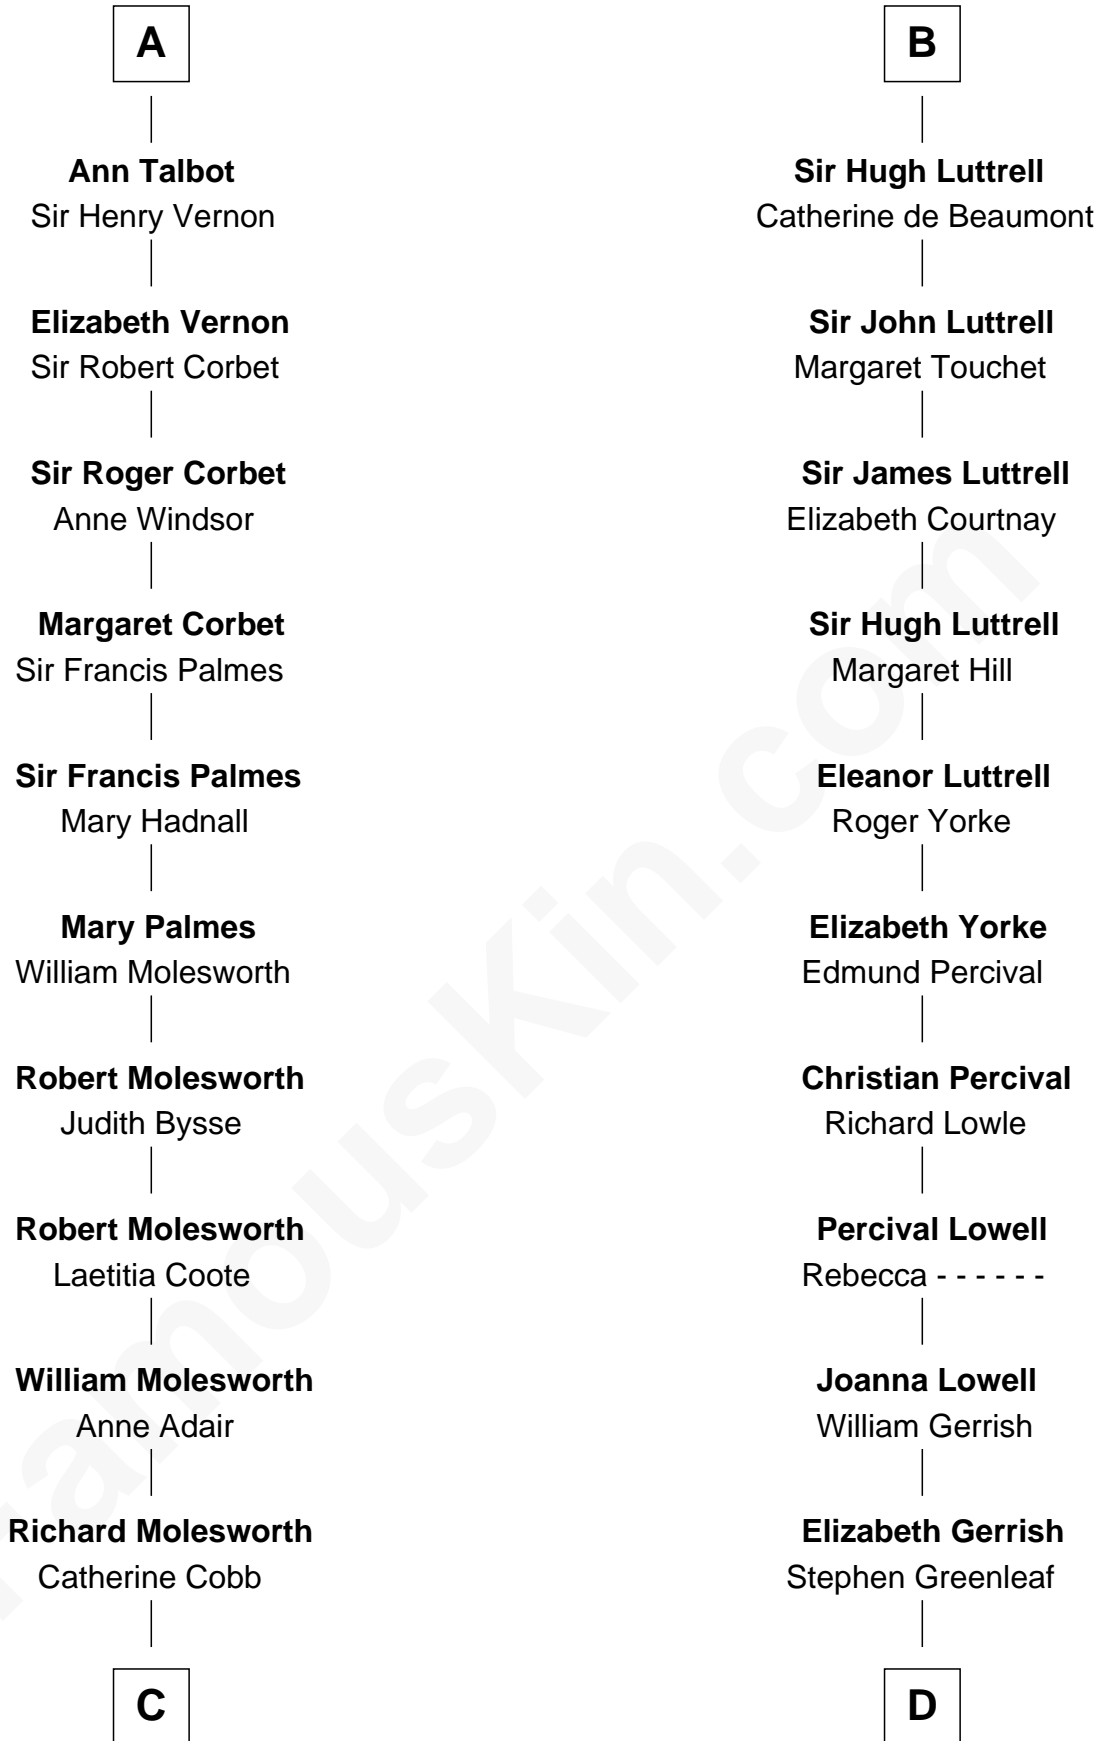 A
Ann Talbot
Sir Henry Vernon
Elizabeth Vernon
Sir Robert Corbet
Sir Roger Corbet
Anne Windsor
Margaret Corbet
Sir Francis Palmes
Sir Francis Palmes
Mary Hadnall
Mary Palmes
William Molesworth
Robert Molesworth
Judith Bysse
Robert Molesworth
Laetitia Coote
William Molesworth
Anne Adair
Richard Molesworth
Catherine Cobb
C
B
Sir Hugh Luttrell
Catherine de Beaumont
Sir John Luttrell
Margaret Touchet
Sir James Luttrell
Elizabeth Courtnay
Sir Hugh Luttrell
Margaret Hill
Eleanor Luttrell
Roger Yorke
Elizabeth Yorke
Edmund Percival
Christian Percival
Richard Lowle
Percival Lowell
Rebecca - - - - - -
Joanna Lowell
William Gerrish
Elizabeth Gerrish
Stephen Greenleaf
D
FamousKin.com